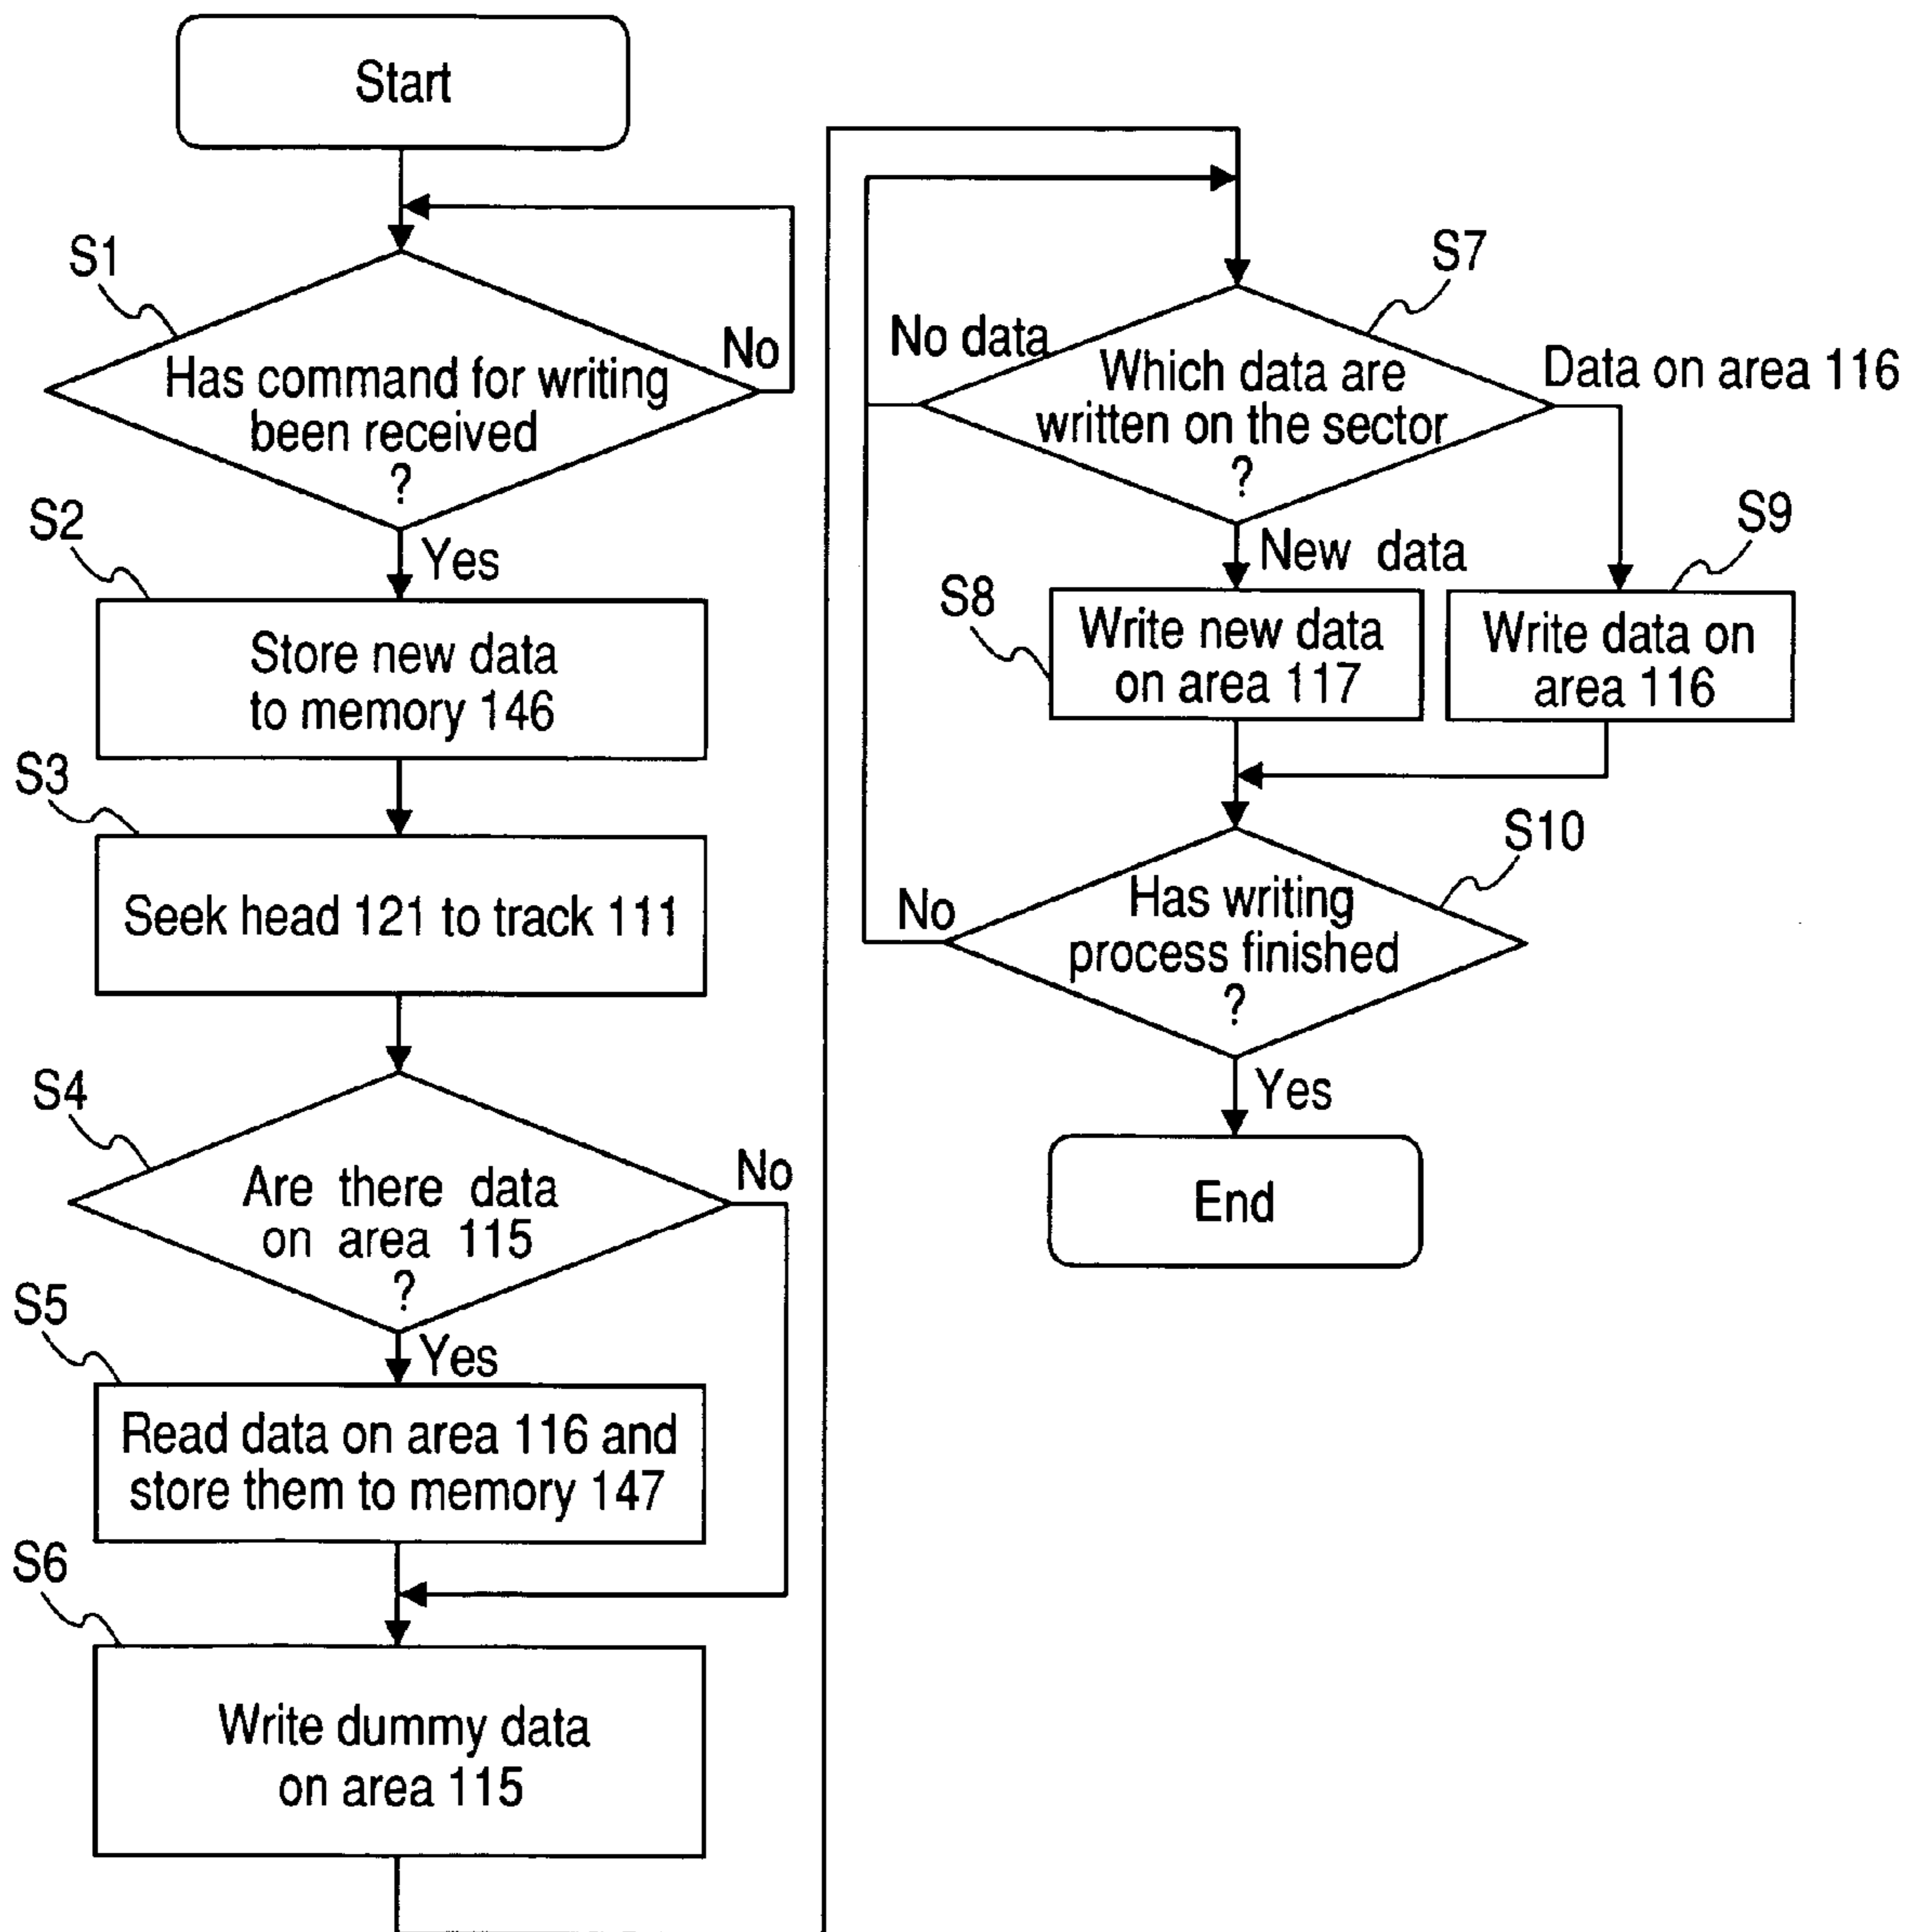 Start
S1
Has command for writing
been received
?
No
Yes
S2
Store new data
to memory 146
S3
Seek head 121 to track 111
S4
Are there data
on area 115
?
No
Yes
S5
Read data on area 116 and
store them to memory 147
S6
Write dummy data
on area 115
S7
No data
Which data are
written on the sector
?
Data on area 116
New data
S8
Write new data
on area 117
S9
Write data on
area 116
S10
Has writing
process finished
?
No
Yes
End